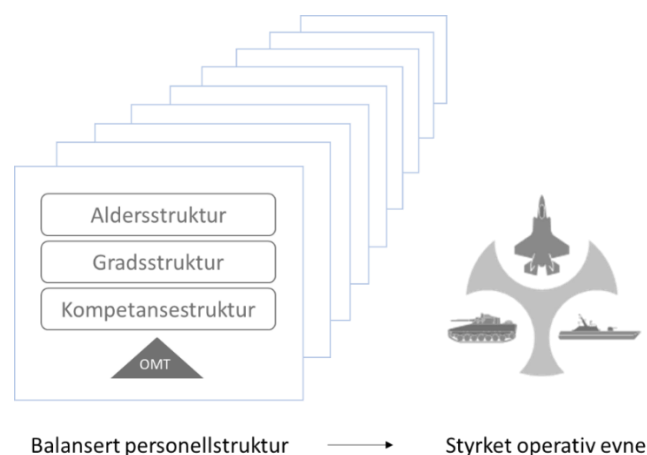 Aldersstruktur
Gradsstruktur
Kompetansestruktur
OMT
Balansert personellstruktur
Styrket operativ evne